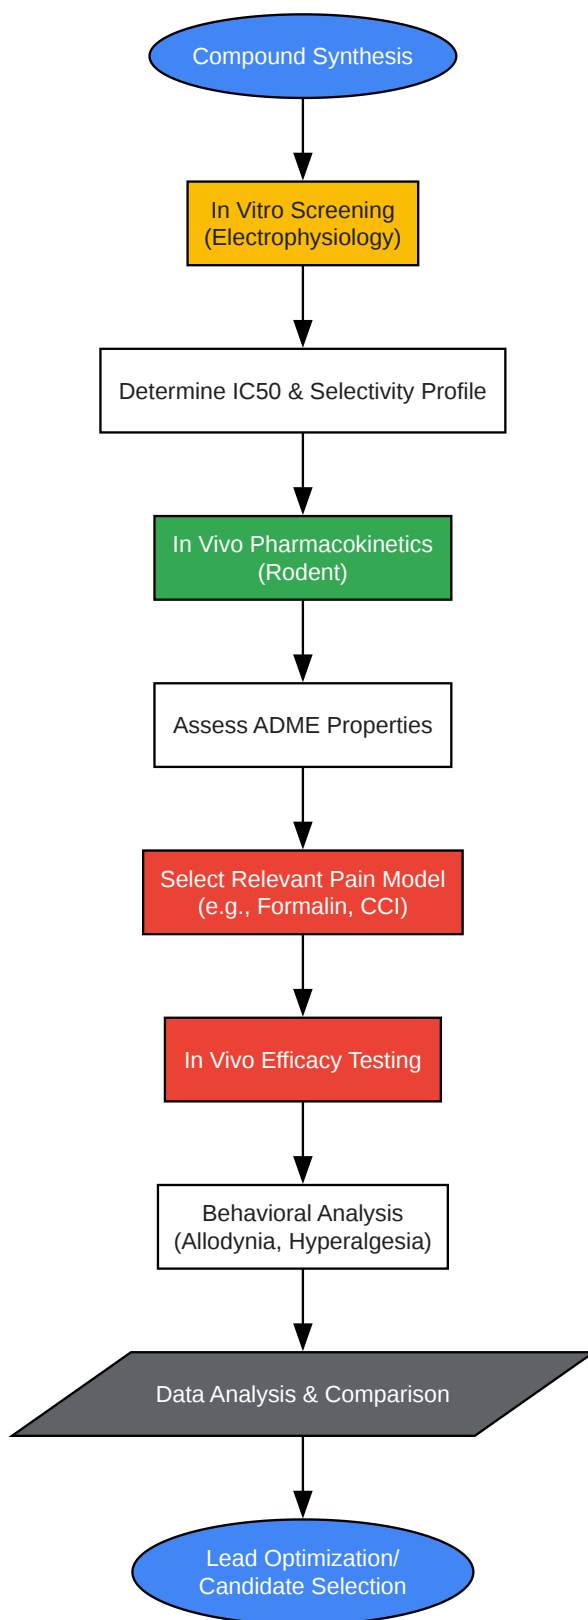 Compound Synthesis
In Vitro Screening
(Electrophysiology)
Determine IC50 & Selectivity Profile
In Vivo Pharmacokinetics
(Rodent)
Assess ADME Properties
Select Relevant Pain Model
(e.g., Formalin, CCI)
In Vivo Efficacy Testing
Behavioral Analysis
(Allodynia, Hyperalgesia)
Data Analysis & Comparison
Lead Optimization/
Candidate Selection